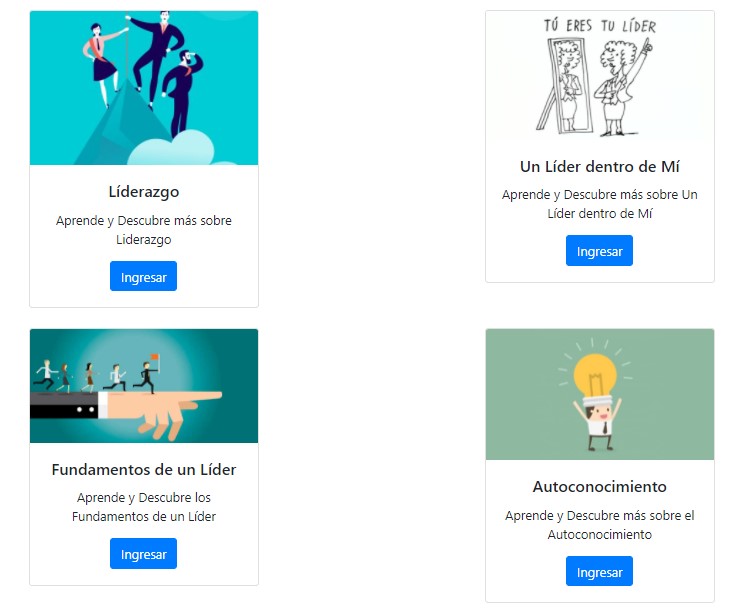 Líderazgo
Aprende y Descubre más sobre
Liderazgo
Ingresar
TÚ ERES TU LÍDER
Un Líder dentro de Mí
Aprende y Descubre más sobre Un
Líder dentro de Mí
Ingresar
Fundamentos de un Líder
Aprende y Descubre los
Fundamentos de un Líder
Ingresar
Autoconocimiento
Aprende y Descubre más sobre el
Autoconocimiento
Ingresar